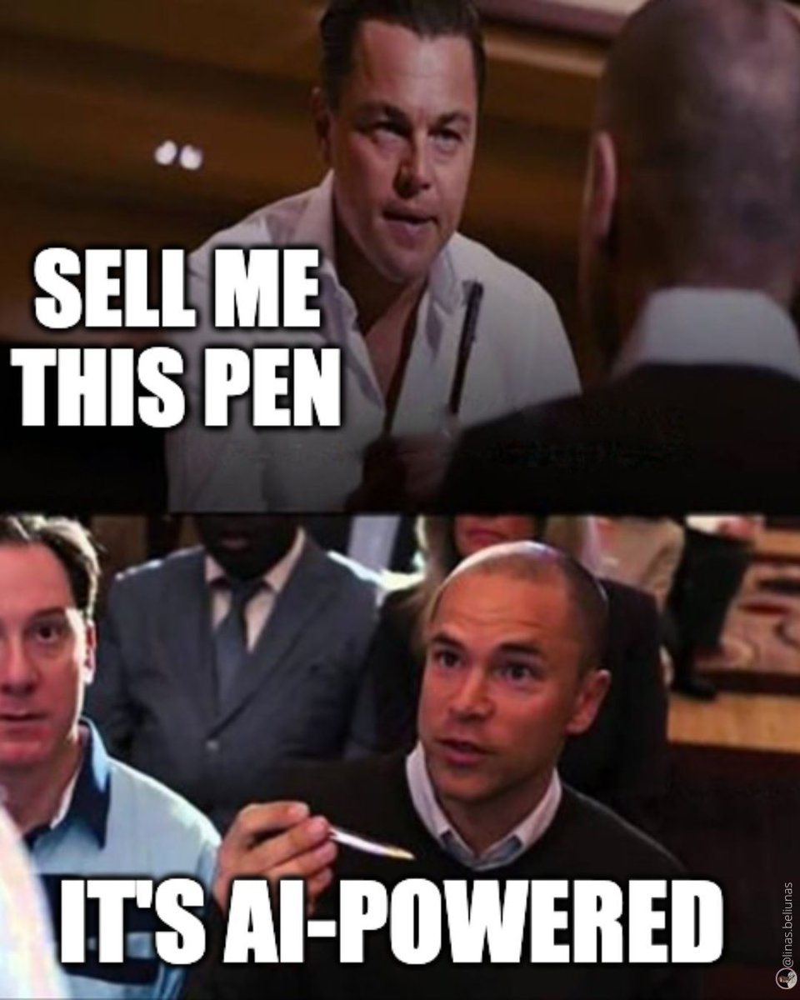 SELL ME
THIS PEN
IT'S AI-POWERED
@linas.beliunas